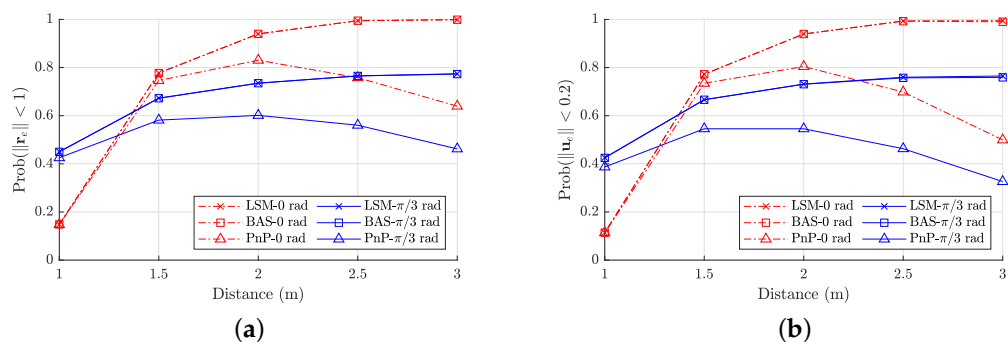 1
0.8
0.6
0.4
0.2
0
Prob(‖r_e‖ < 1)
LSM-0 rad
BAS-0 rad
PnP-0 rad
LSM-π/3 rad
BAS-π/3 rad
PnP-π/3 rad
1
1.5
2
2.5
3
Distance (m)
(a)
1
0.8
0.6
0.4
0.2
0
Prob(‖u_e‖ < 0.2)
LSM-0 rad
BAS-0 rad
PnP-0 rad
LSM-π/3 rad
BAS-π/3 rad
PnP-π/3 rad
1
1.5
2
2.5
3
Distance (m)
(b)